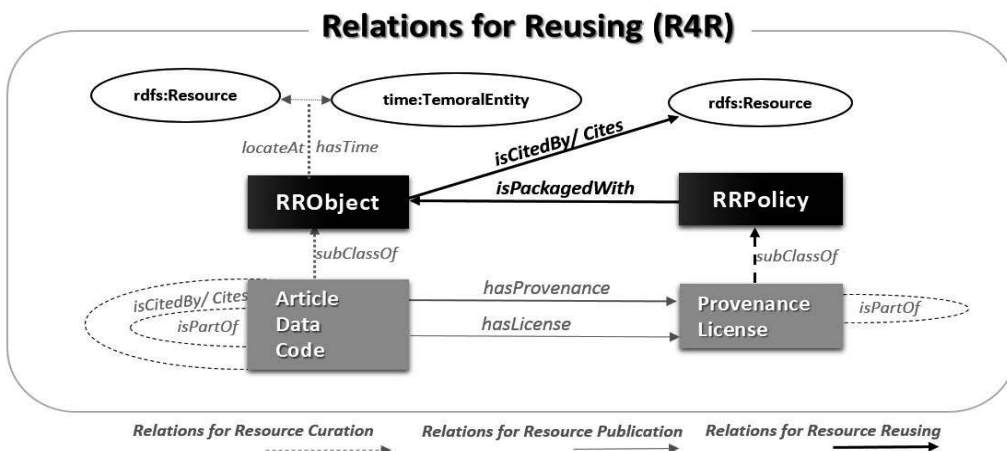 Relations for Reusing (R4R)
rdfs:Resource
time:TemoralEntity
rdfs:Resource
locateAt
hasTime
isCitedBy/ Cites
isPackagedWith
RRObject
RRPolicy
subClassOf
subClassOf
isCitedBy/ Cites
isPartOf
Article
Data
Code
hasProvenance
hasLicense
Provenance
License
isPartOf
Relations for Resource Curation
Relations for Resource Publication
Relations for Resource Reusing